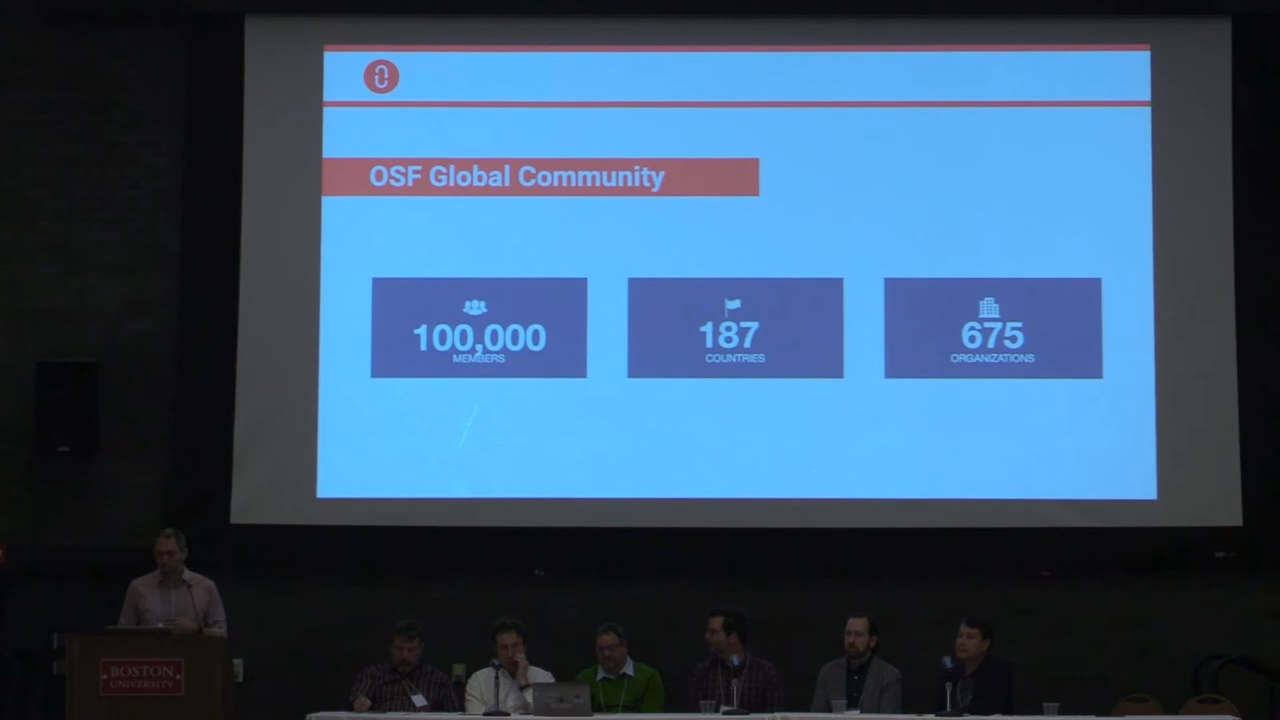 OSF Global Community
100,000
MEMBERS
187
COUNTRIES
675
ORGANIZATIONS
BOSTON
UNIVERSITY